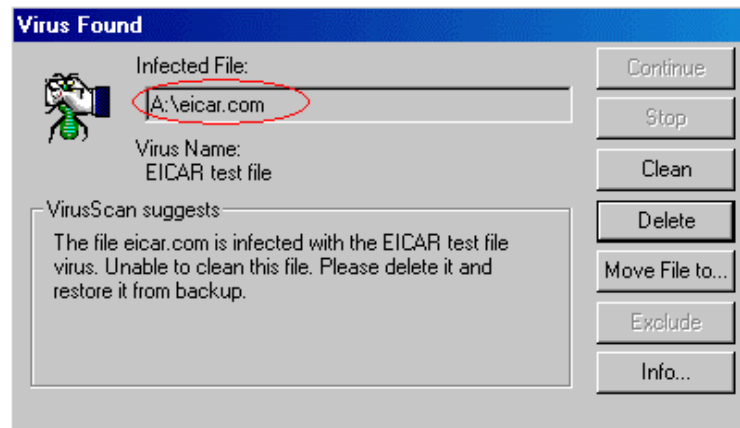 Virus Found
Infected File:
A:\eicar.com
Virus Name:
EICAR test file
VirusScan suggests
The file eicar.com is infected with the EICAR test file
virus. Unable to clean this file. Please delete it and
restore it from backup.
Continue
Stop
Clean
Delete
Move File to...
Exclude
Info...